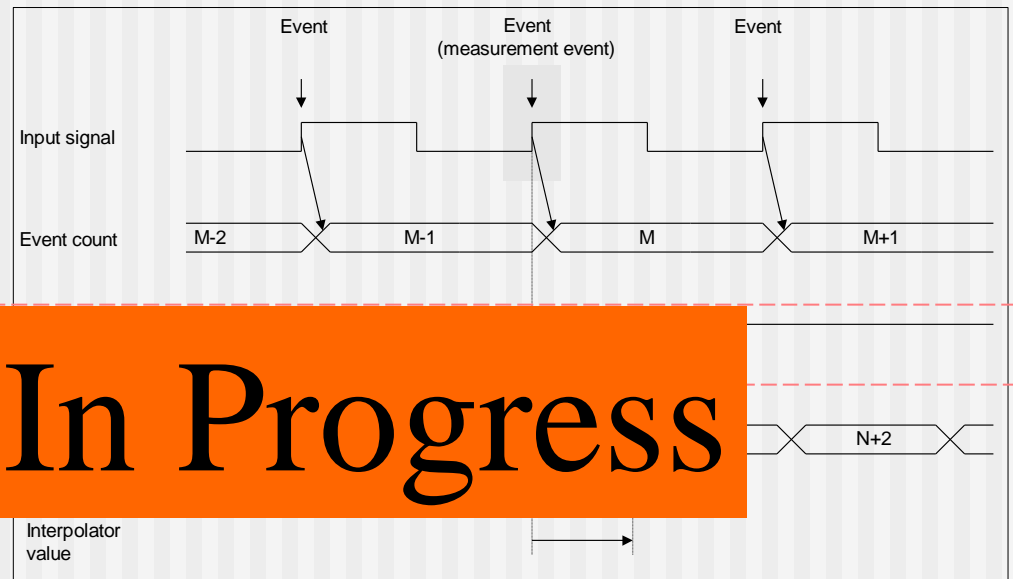 Event
Event
(measurement event)
Event
Input signal
Event count
M-2
M-1
M
M+1
In Progress
N+2
Interpolator
value